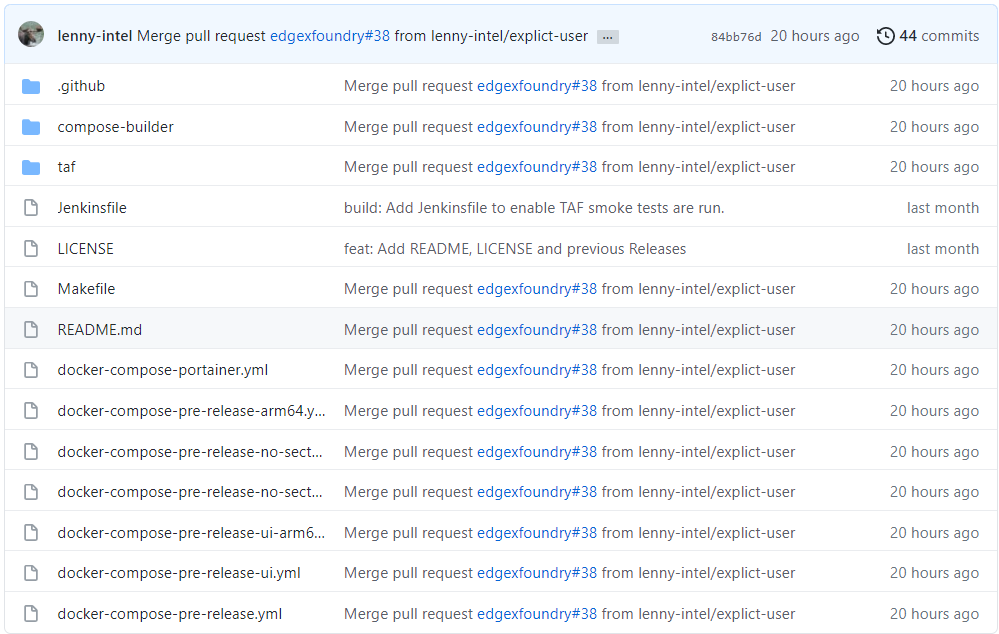 lenny-intel Merge pull request edgexfoundry#38 from lenny-intel/explict-user ... 84bb76d 20 hours ago 44 commits
.github Merge pull request edgexfoundry#38 from lenny-intel/explict-user 20 hours ago
compose-builder Merge pull request edgexfoundry#38 from lenny-intel/explict-user 20 hours ago
taf Merge pull request edgexfoundry#38 from lenny-intel/explict-user 20 hours ago
Jenkinsfile build: Add Jenkinsfile to enable TAF smoke tests are run. last month
LICENSE feat: Add README, LICENSE and previous Releases last month
Makefile Merge pull request edgexfoundry#38 from lenny-intel/explict-user 20 hours ago
README.md Merge pull request edgexfoundry#38 from lenny-intel/explict-user 20 hours ago
docker-compose-portainer.yml Merge pull request edgexfoundry#38 from lenny-intel/explict-user 20 hours ago
docker-compose-pre-release-arm64.y... Merge pull request edgexfoundry#38 from lenny-intel/explict-user 20 hours ago
docker-compose-pre-release-no-sect... Merge pull request edgexfoundry#38 from lenny-intel/explict-user 20 hours ago
docker-compose-pre-release-no-sect... Merge pull request edgexfoundry#38 from lenny-intel/explict-user 20 hours ago
docker-compose-pre-release-ui-arm6... Merge pull request edgexfoundry#38 from lenny-intel/explict-user 20 hours ago
docker-compose-pre-release-ui.yml Merge pull request edgexfoundry#38 from lenny-intel/explict-user 20 hours ago
docker-compose-pre-release.yml Merge pull request edgexfoundry#38 from lenny-intel/explict-user 20 hours ago